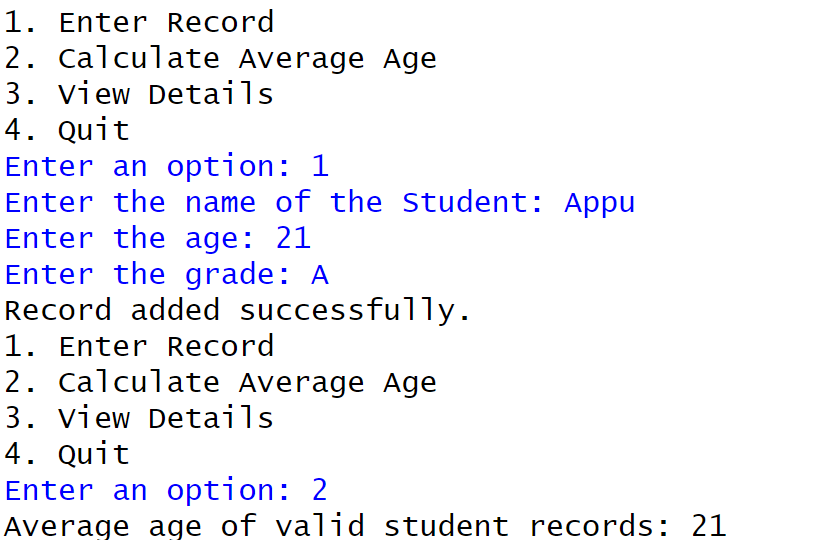 1. Enter Record
2. Calculate Average Age
3. View Details
4. Quit
Enter an option: 1
Enter the name of the Student: Appu
Enter the age: 21
Enter the grade: A
Record added successfully.
1. Enter Record
2. Calculate Average Age
3. View Details
4. Quit
Enter an option: 2
Average age of valid student records: 21